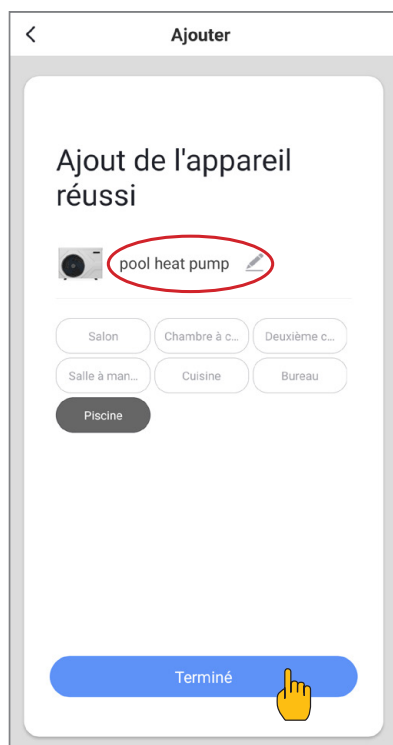 Ajouter
Ajout de l'appareil
réussi
pool heat pump
Salon
Chambre à c...
Deuxième c...
Salle à man...
Cuisine
Bureau
Piscine
Terminé